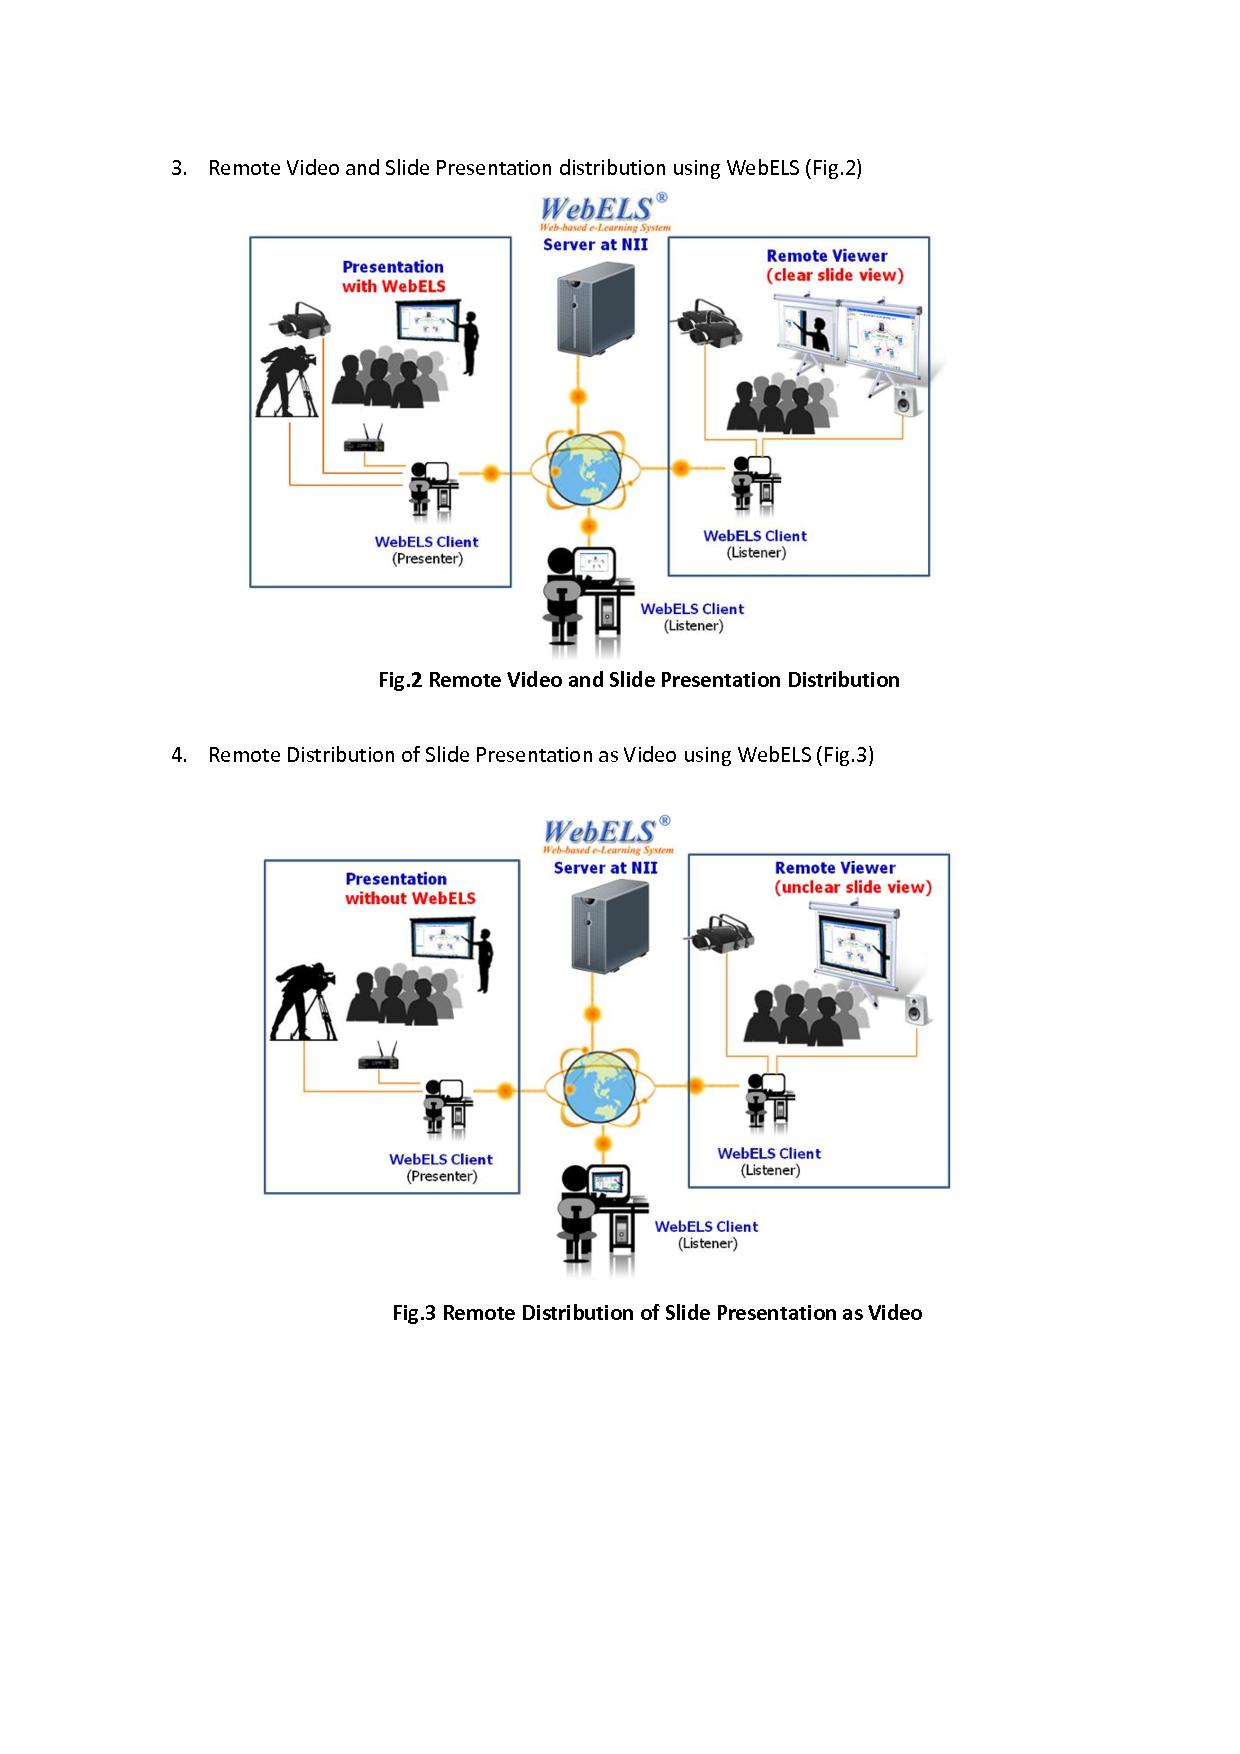 3. Remote Video and Slide Presentation distribution using WebELS (Fig.2)
WebELS®
Web-based e-Learning System
Server at NII
Presentation
with WebELS
Remote Viewer
(clear slide view)
WebELS Client
(Presenter)
WebELS Client
(Listener)
WebELS Client
(Listener)
Fig.2 Remote Video and Slide Presentation Distribution
4. Remote Distribution of Slide Presentation as Video using WebELS (Fig.3)
WebELS®
Web-based e-Learning System
Server at NII
Presentation
without WebELS
Remote Viewer
(unclear slide view)
WebELS Client
(Presenter)
WebELS Client
(Listener)
WebELS Client
(Listener)
Fig.3 Remote Distribution of Slide Presentation as Video